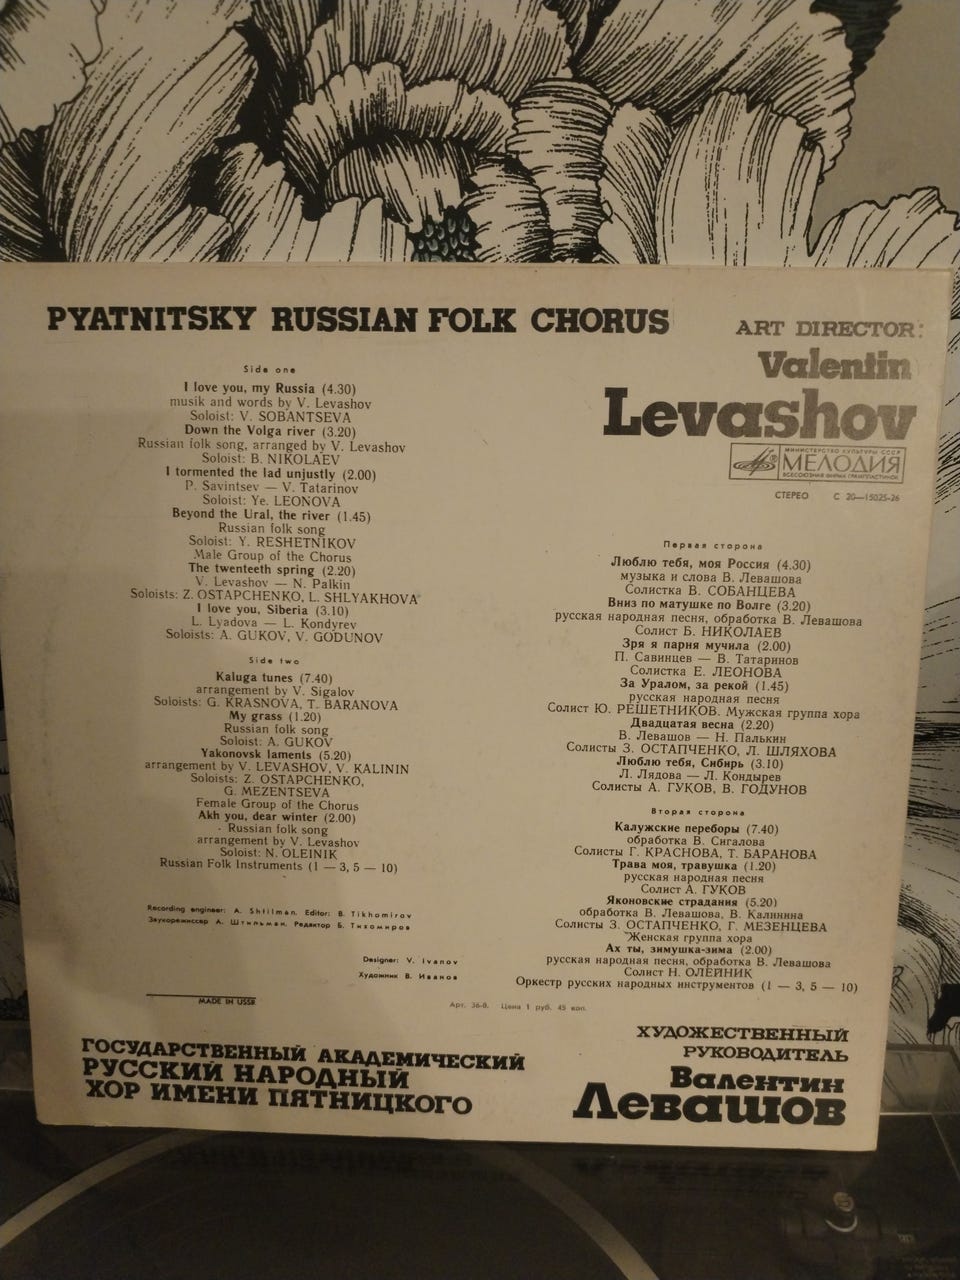 PYATNITSKY RUSSIAN FOLK CHORUS
ART DIRECTOR:
Valentin
Levashov
МИНИСТЕРСТВО КУЛЬТУРЫ СССР
МЕЛОДИЯ
ВСЕСОЮЗНАЯ ФИРМА ГРАМПЛАСТИНОК
СТЕРЕО С 20—15025-26
Side one
I love you, my Russia (4.30)
musik and words by V. Levashov
Soloist: V. SOBANTSEVA
Down the Volga river (3.20)
Russian folk song, arranged by V. Levashov
Soloist: B. NIKOLAEV
I tormented the lad unjustly (2.00)
P. Savintsev — V. Tatarinov
Soloist: Ye. LEONOVA
Beyond the Ural, the river (1.45)
Russian folk song
Soloist: Y. RESHETNIKOV
Male Group of the Chorus
The twenteeth spring (2.20)
V. Levashov — N. Palkin
Soloists: Z. OSTAPCHENKO, L. SHLYAKHOVA
I love you, Siberia (3.10)
L. Lyadova — L. Kondyrev
Soloists: A. GUKOV, V. GODUNOV
Side two
Kaluga tunes (7.40)
arrangement by V. Sigalov
Soloists: G. KRASNOVA, T. BARANOVA
My grass (1.20)
Russian folk song
Soloist: A. GUKOV
Yakonovsk laments (5.20)
arrangement by V. LEVASHOV, V. KALININ
Soloists: Z. OSTAPCHENKO,
G. MEZENTSEVA
Female Group of the Chorus
Akh you, dear winter (2.00)
Russian folk song
arrangement by V. Levashov
Soloist: N. OLEINIK
Russian Folk Instruments (1 — 3, 5 — 10)
Recording engineer: A. Shtilman. Editor: B. Tikhomirov
Звукорежиссер А. Штильман. Редактор Б. Тихомиров
Designer: V. Ivanov
Художник В. Иванов
MADE IN USSR
Первая сторона
Люблю тебя, моя Россия (4.30)
музыка и слова В. Левашова
Солистка В. СОБАНЦЕВА
Вниз по матушке по Волге (3.20)
русская народная песня, обработка В. Левашова
Солист Б. НИКОЛАЕВ
Зря я парня мучила (2.00)
П. Савинцев — В. Татаринов
Солистка Е. ЛЕОНОВА
За Уралом, за рекой (1.45)
русская народная песня
Солист Ю. РЕШЕТНИКОВ. Мужская группа хора
Двадцатая весна (2.20)
В. Левашов — Н. Палькин
Солисты З. ОСТАПЧЕНКО, Л. ШЛЯХОВА
Люблю тебя, Сибирь (3.10)
Л. Лядова — Л. Кондырев
Солисты А. ГУКОВ, В. ГОДУНОВ
Вторая сторона
Калужские переборы (7.40)
обработка В. Сигалова
Солисты Г. КРАСНОВА, Т. БАРАНОВА
Трава моя, травушка (1.20)
русская народная песня
Солист А. ГУКОВ
Яконовские страдания (5.20)
обработка В. Левашова, В. Калинина
Солисты З. ОСТАПЧЕНКО, Г. МЕЗЕНЦЕВА
Женская группа хора
Ах ты, зимушка-зима (2.00)
русская народная песня, обработка В. Левашова
Солист Н. ОЛЕЙНИК
Оркестр русских народных инструментов (1 — 3, 5 — 10)
Арт. 36-8. Цена 1 руб. 45 коп.
ГОСУДАРСТВЕННЫЙ АКАДЕМИЧЕСКИЙ
РУССКИЙ НАРОДНЫЙ
ХОР ИМЕНИ ПЯТНИЦКОГО
ХУДОЖЕСТВЕННЫЙ
РУКОВОДИТЕЛЬ
Валентин
Левашов